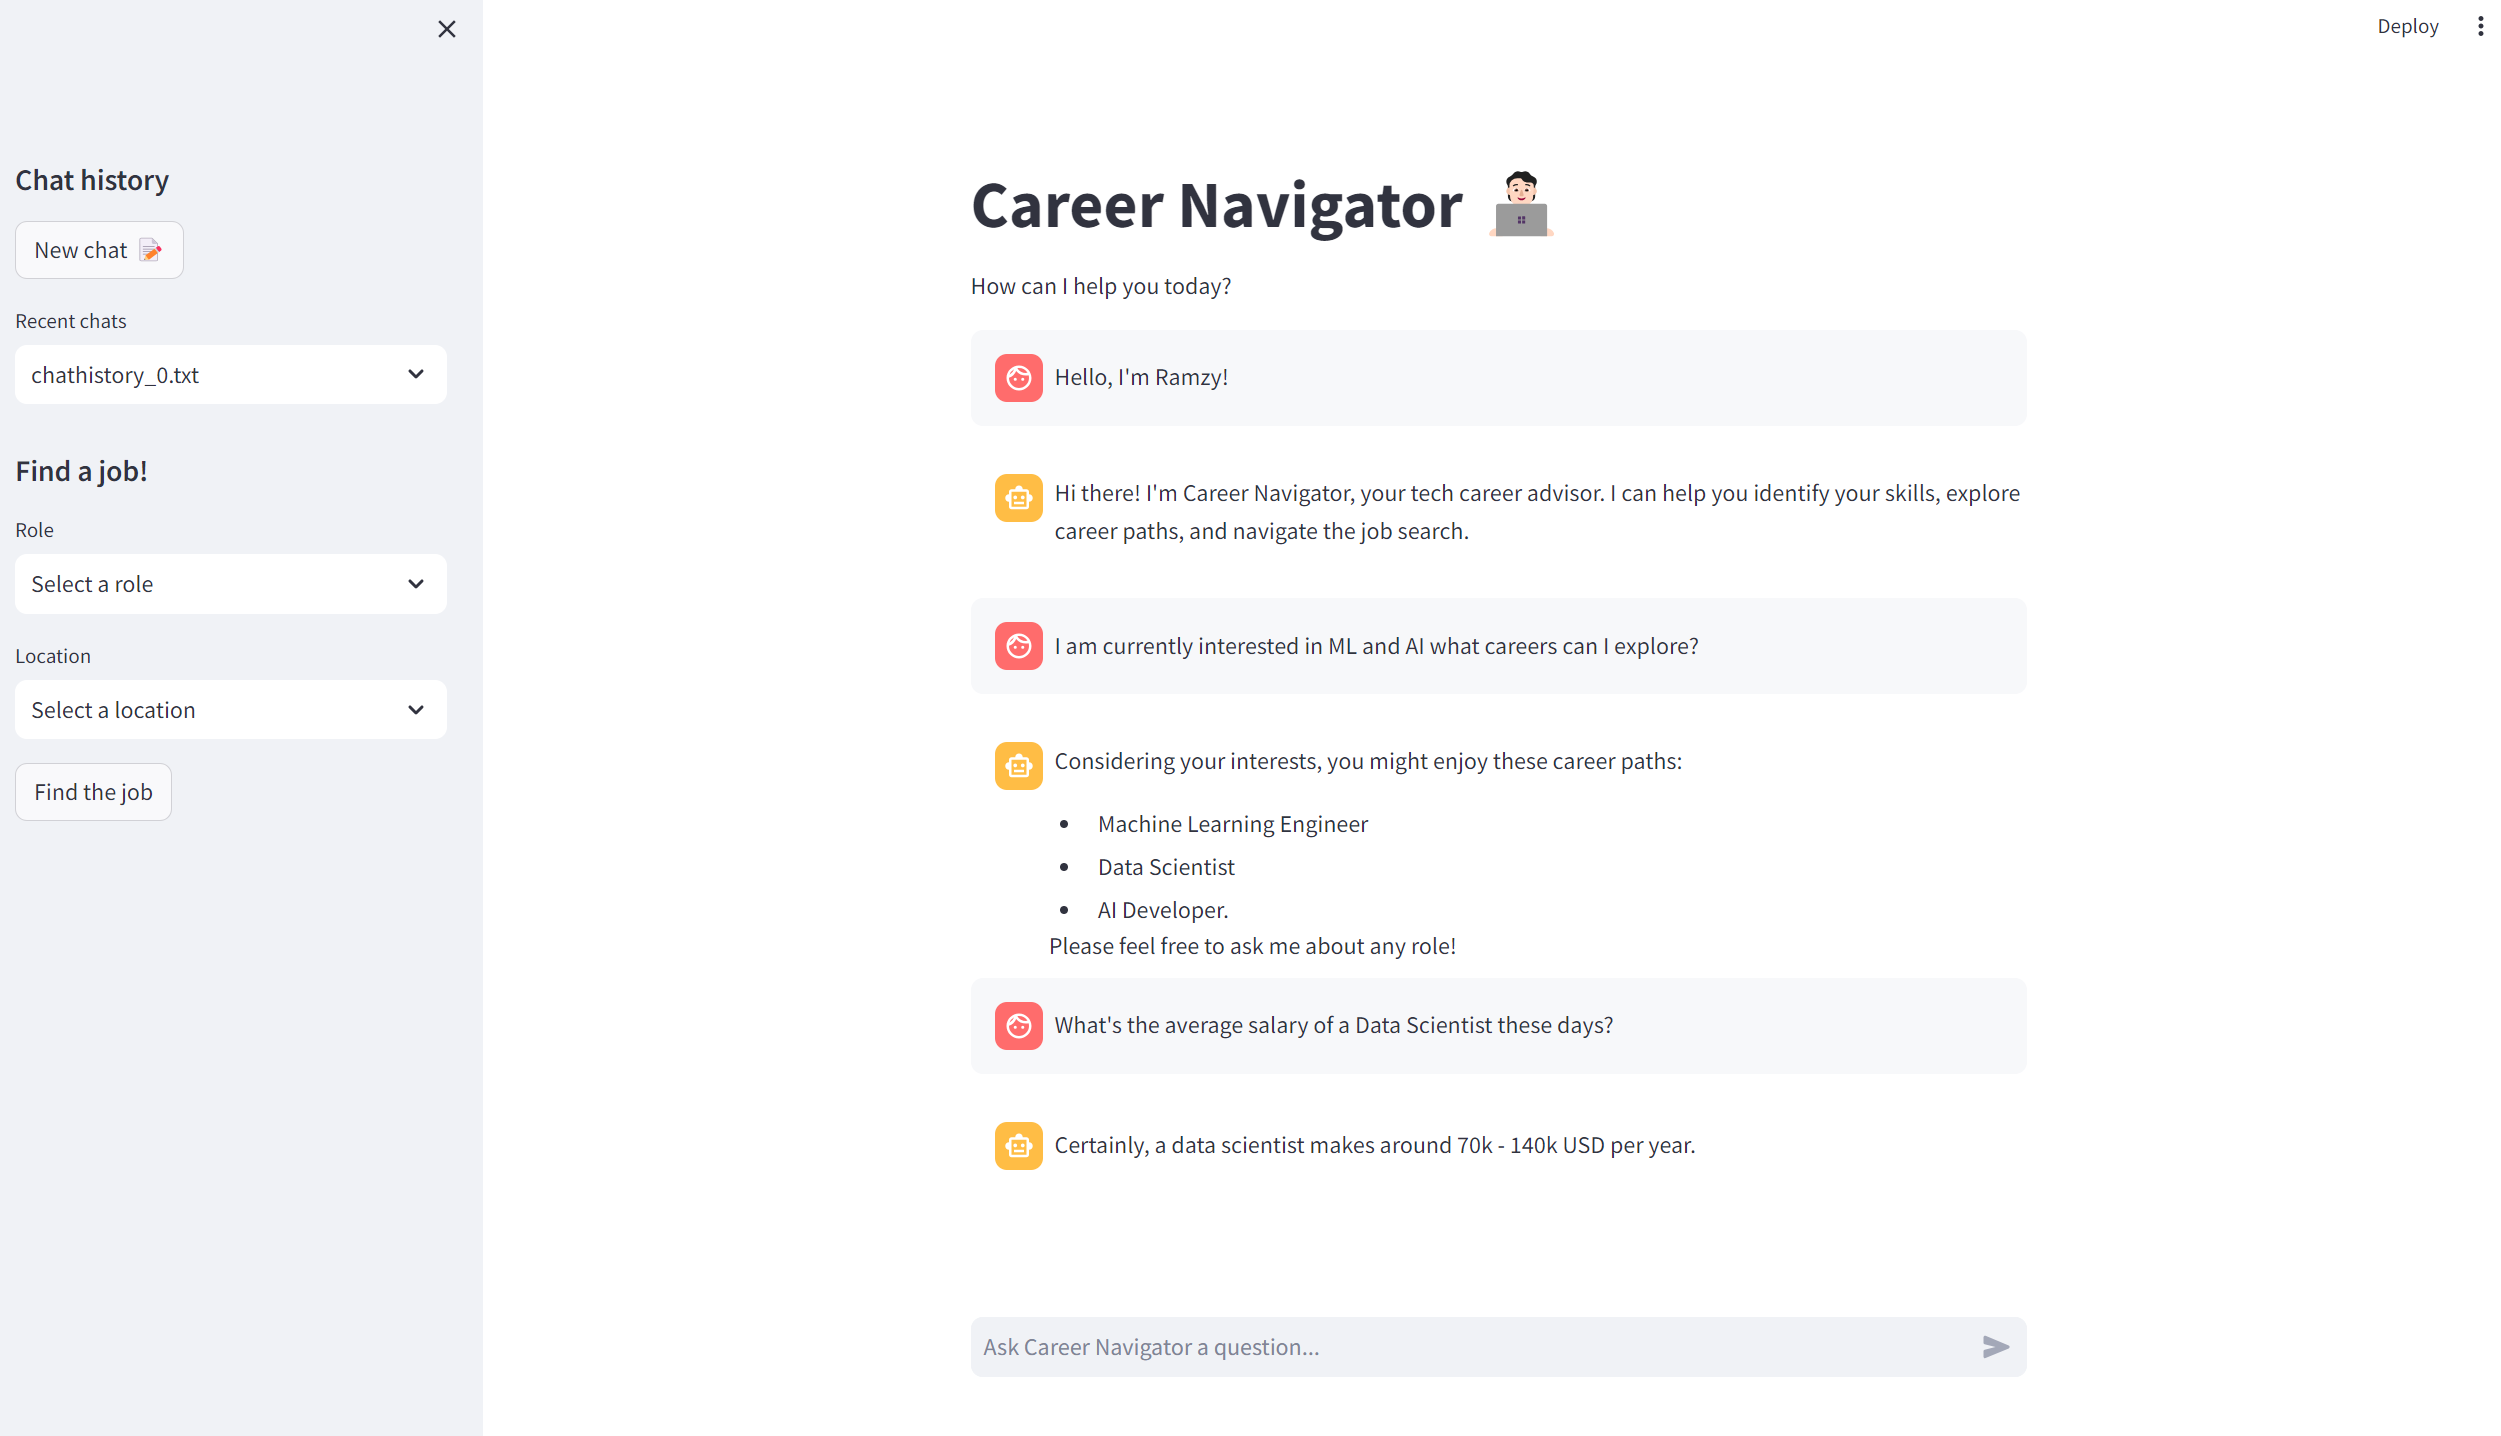 Deploy
Chat history
New chat
Recent chats
chathistory_0.txt
Find a job!
Role
Select a role
Location
Select a location
Find the job
Career Navigator
How can I help you today?
Hello, I'm Ramzy!
Hi there! I'm Career Navigator, your tech career advisor. I can help you identify your skills, explore
career paths, and navigate the job search.
I am currently interested in ML and AI what careers can I explore?
Considering your interests, you might enjoy these career paths:
• Machine Learning Engineer
• Data Scientist
• AI Developer.
Please feel free to ask me about any role!
What's the average salary of a Data Scientist these days?
Certainly, a data scientist makes around 70k - 140k USD per year.
Ask Career Navigator a question...